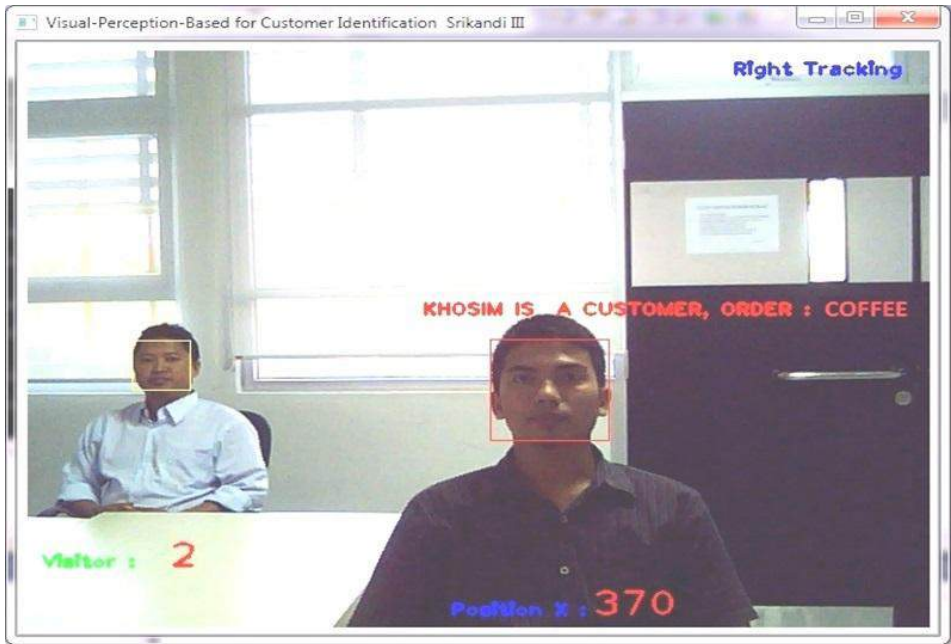 Visual-Perception-Based for Customer Identification Srikandi III
Right Tracking
KHOSIM IS A CUSTOMER, ORDER : COFFEE
Visitor : 2
Position X : 370